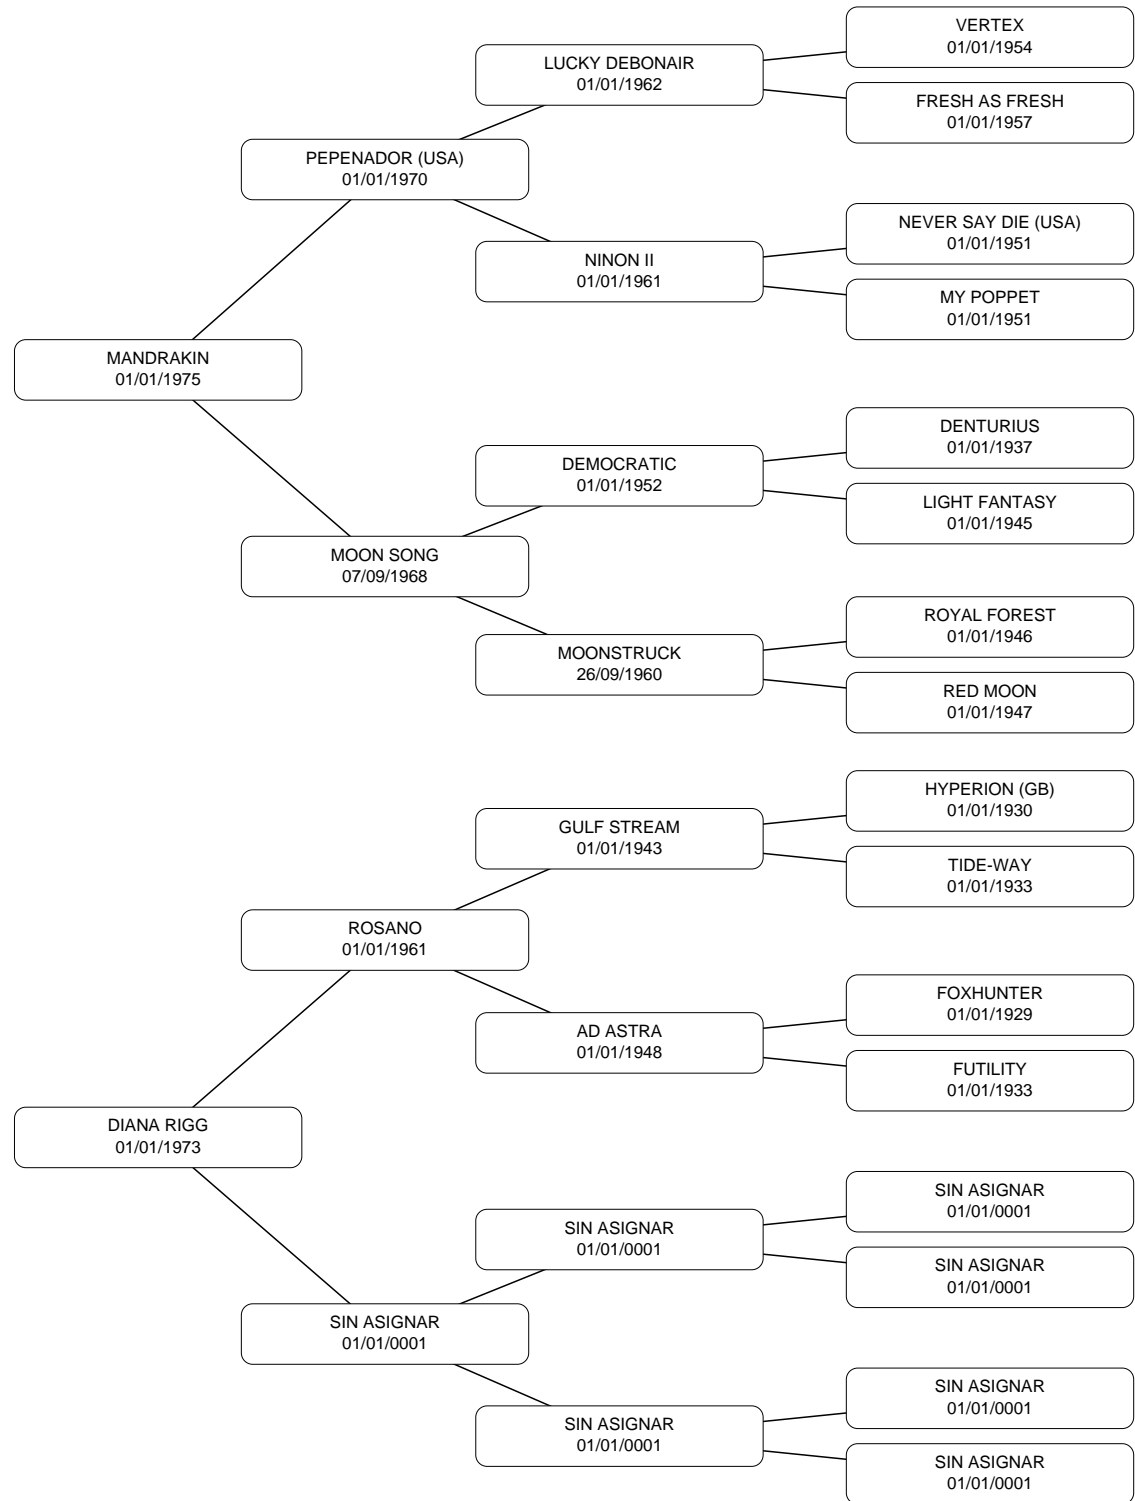 VERTEX
01/01/1954
LUCKY DEBONAIR
01/01/1962
FRESH AS FRESH
01/01/1957
PEPENADOR (USA)
01/01/1970
NEVER SAY DIE (USA)
01/01/1951
NINON II
01/01/1961
MY POPPET
01/01/1951
MANDRAKIN
01/01/1975
DENTURIUS
01/01/1937
DEMOCRATIC
01/01/1952
LIGHT FANTASY
01/01/1945
MOON SONG
07/09/1968
ROYAL FOREST
01/01/1946
MOONSTRUCK
26/09/1960
RED MOON
01/01/1947
HYPERION (GB)
01/01/1930
GULF STREAM
01/01/1943
TIDE-WAY
01/01/1933
ROSANO
01/01/1961
FOXHUNTER
01/01/1929
AD ASTRA
01/01/1948
FUTILITY
01/01/1933
DIANA RIGG
01/01/1973
SIN ASIGNAR
01/01/0001
SIN ASIGNAR
01/01/0001
SIN ASIGNAR
01/01/0001
SIN ASIGNAR
01/01/0001
SIN ASIGNAR
01/01/0001
SIN ASIGNAR
01/01/0001
SIN ASIGNAR
01/01/0001